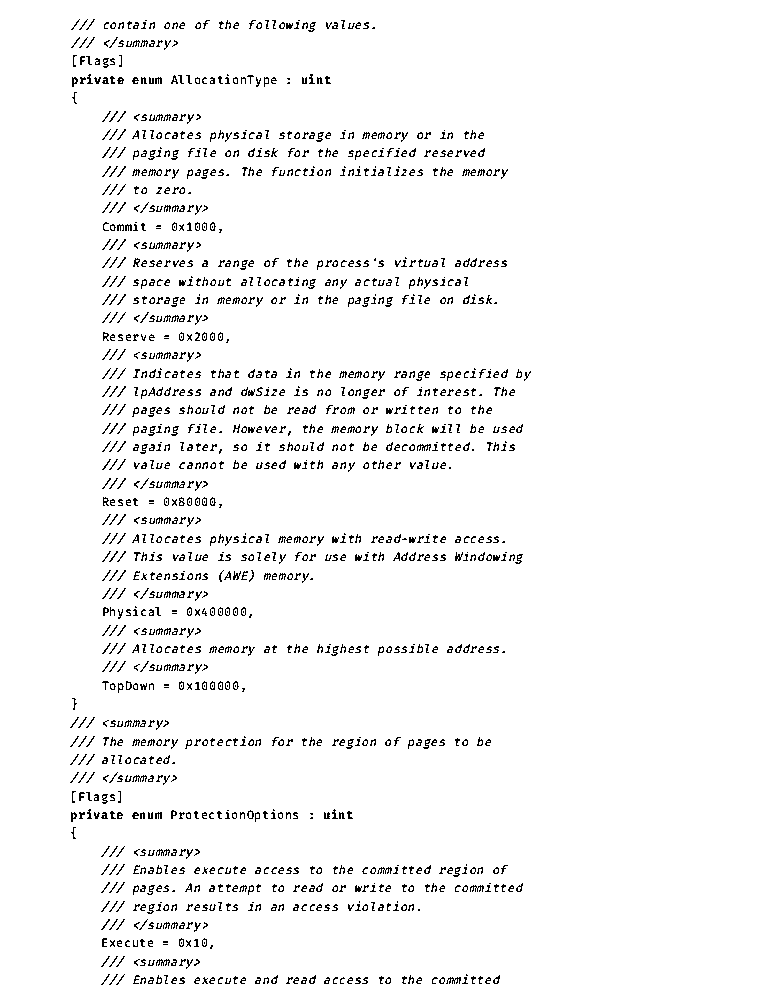 /// contain one of the following values.
/// </summary>
[Flags]
private enum AllocationType : uint
{
/// <summary>
/// Allocates physical storage in memory or in the
/// paging file on disk for the specified reserved
/// memory pages. The function initializes the memory
/// to zero.
/// </summary>
Commit = 0x1000,
/// <summary>
/// Reserves a range of the process's virtual address
/// space without allocating any actual physical
/// storage in memory or in the paging file on disk.
/// </summary>
Reserve = 0x2000,
/// <summary>
/// Indicates that data in the memory range specified by
/// lpAddress and dwSize is no longer of interest. The
/// pages should not be read from or written to the
/// paging file. However, the memory block will be used
/// again later, so it should not be decommitted. This
/// value cannot be used with any other value.
/// </summary>
Reset = 0x80000,
/// <summary>
/// Allocates physical memory with read-write access.
/// This value is solely for use with Address Windowing
/// Extensions (AWE) memory.
/// </summary>
Physical = 0x400000,
/// <summary>
/// Allocates memory at the highest possible address.
/// </summary>
TopDown = 0x100000,
}
/// <summary>
/// The memory protection for the region of pages to be
/// allocated.
/// </summary>
[Flags]
private enum ProtectionOptions : uint
{
/// <summary>
/// Enables execute access to the committed region of
/// pages. An attempt to read or write to the committed
/// region results in an access violation.
/// </summary>
Execute = 0x10,
/// <summary>
/// Enables execute and read access to the committed